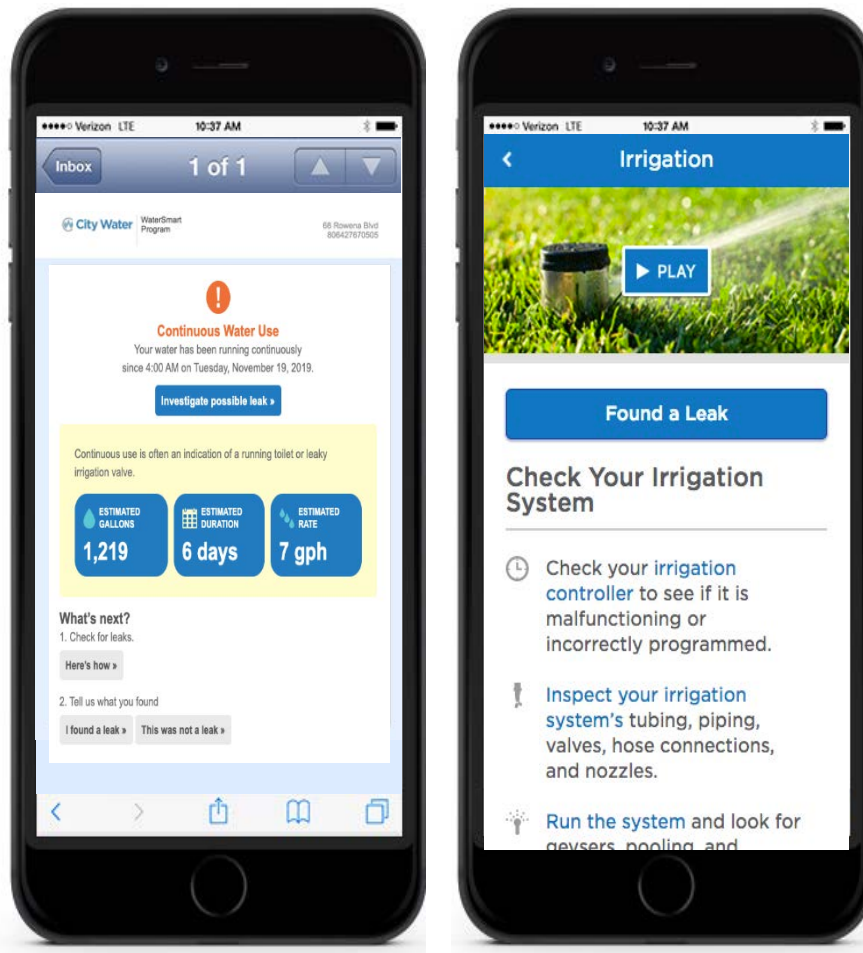 Verizon LTE 10:37 AM
Inbox 1 of 1
City Water
WaterSmart
Program
66 Rowena Blvd
806427670505
!
Continuous Water Use
Your water has been running continuously
since 4:00 AM on Tuesday, November 19, 2019.
Investigate possible leak »
Continuous use is often an indication of a running toilet or leaky
irrigation valve.
ESTIMATED
GALLONS
1,219
ESTIMATED
DURATION
6 days
ESTIMATED
RATE
7 gph
What's next?
1. Check for leaks.
Here's how »
2. Tell us what you found
I found a leak » This was not a leak »
Verizon LTE 10:37 AM
Irrigation
PLAY
Found a Leak
Check Your Irrigation
System
Check your irrigation
controller to see if it is
malfunctioning or
incorrectly programmed.
Inspect your irrigation
system's tubing, piping,
valves, hose connections,
and nozzles.
Run the system and look for
geysers, pooling, and